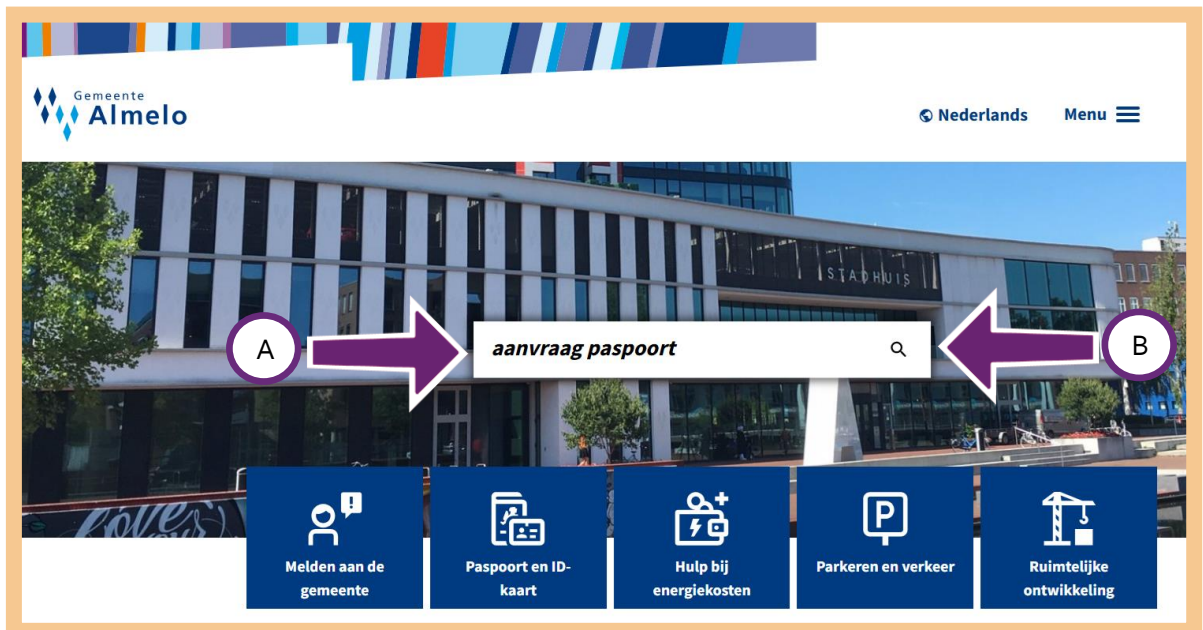 Gemeente
Almelo
Nederlands
Menu
STADHUIS
A
aanvraag paspoort
B
Melden aan de
gemeente
Paspoort en ID-
kaart
Hulp bij
energiekosten
Parkeren en verkeer
Ruimtelijke
ontwikkeling